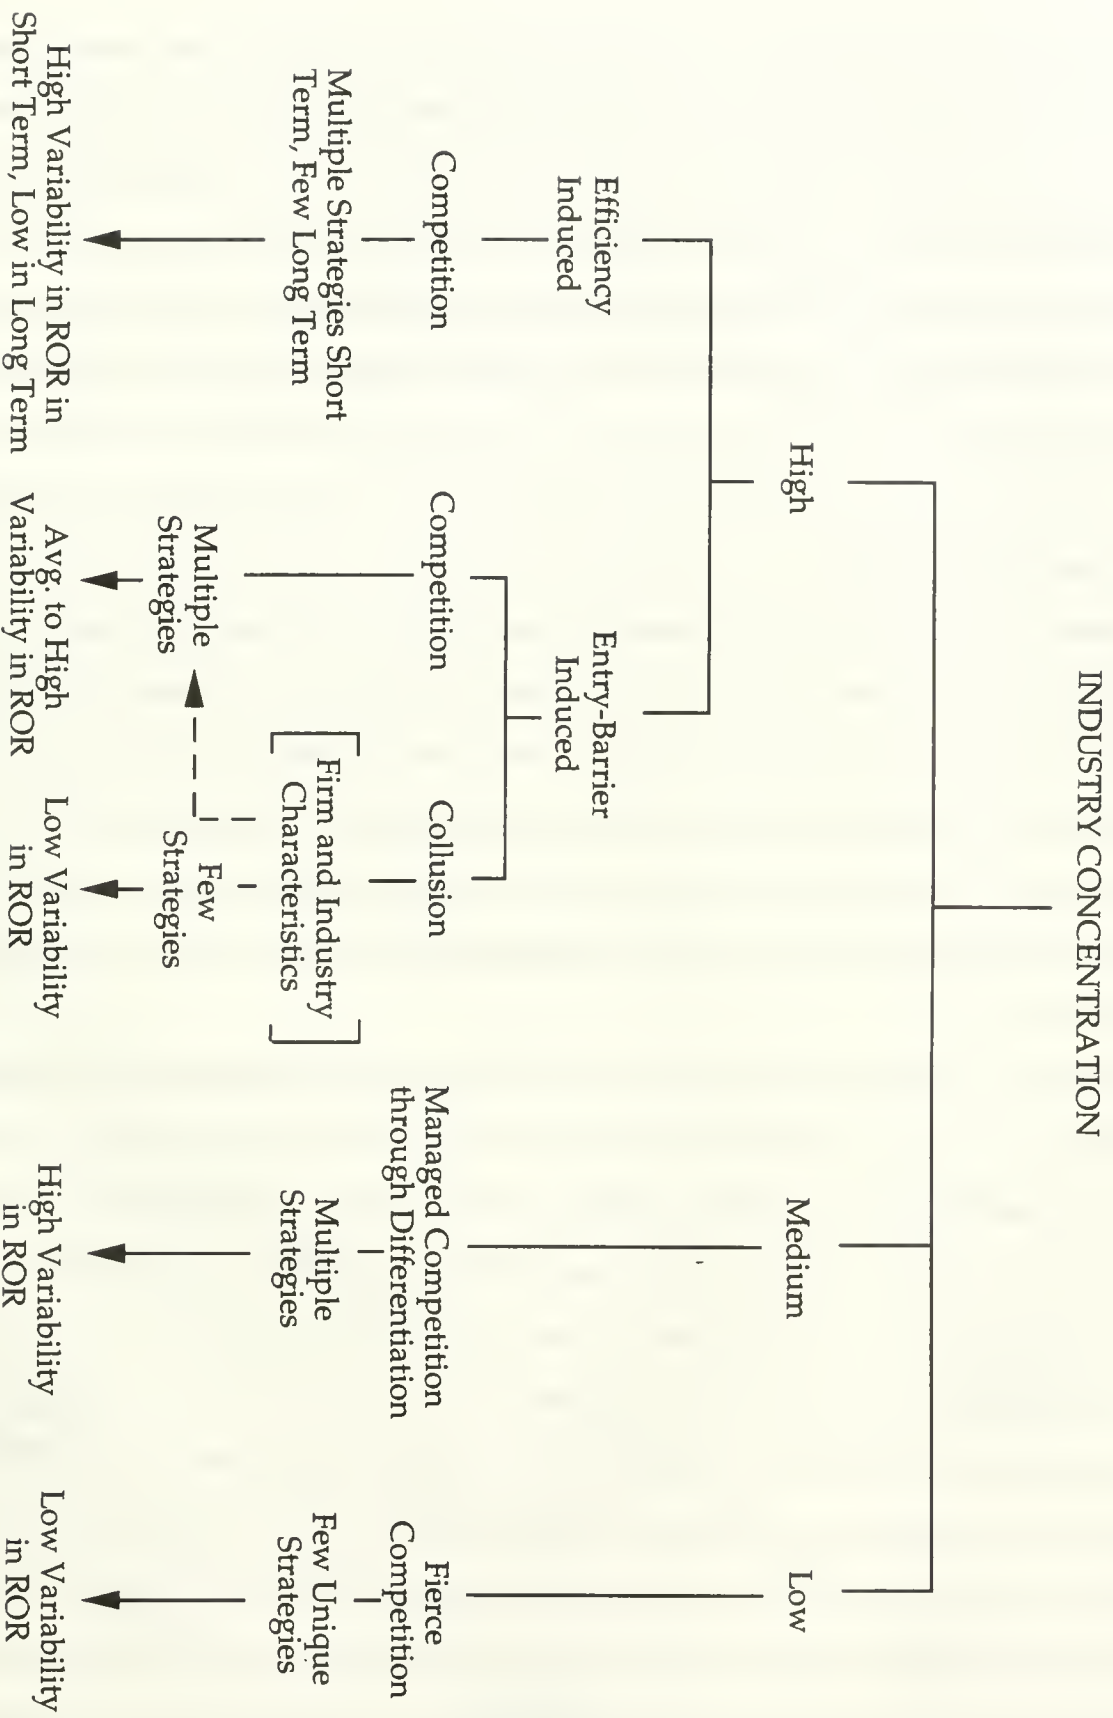 INDUSTRY CONCENTRATION
High
Medium
Low
Efficiency
Induced
Entry-Barrier
Induced
Competition
Competition
Collusion
Managed Competition
through Differentiation
Fierce
Competition
Multiple Strategies Short
Term, Few Long Term
Firm and Industry
Characteristics
Multiple
Strategies
Few Unique
Strategies
Multiple
Strategies
Few
Strategies
High Variability in ROR in
Short Term, Low in Long Term
Avg. to High
Variability in ROR
Low Variability
in ROR
High Variability
in ROR
Low Variability
in ROR